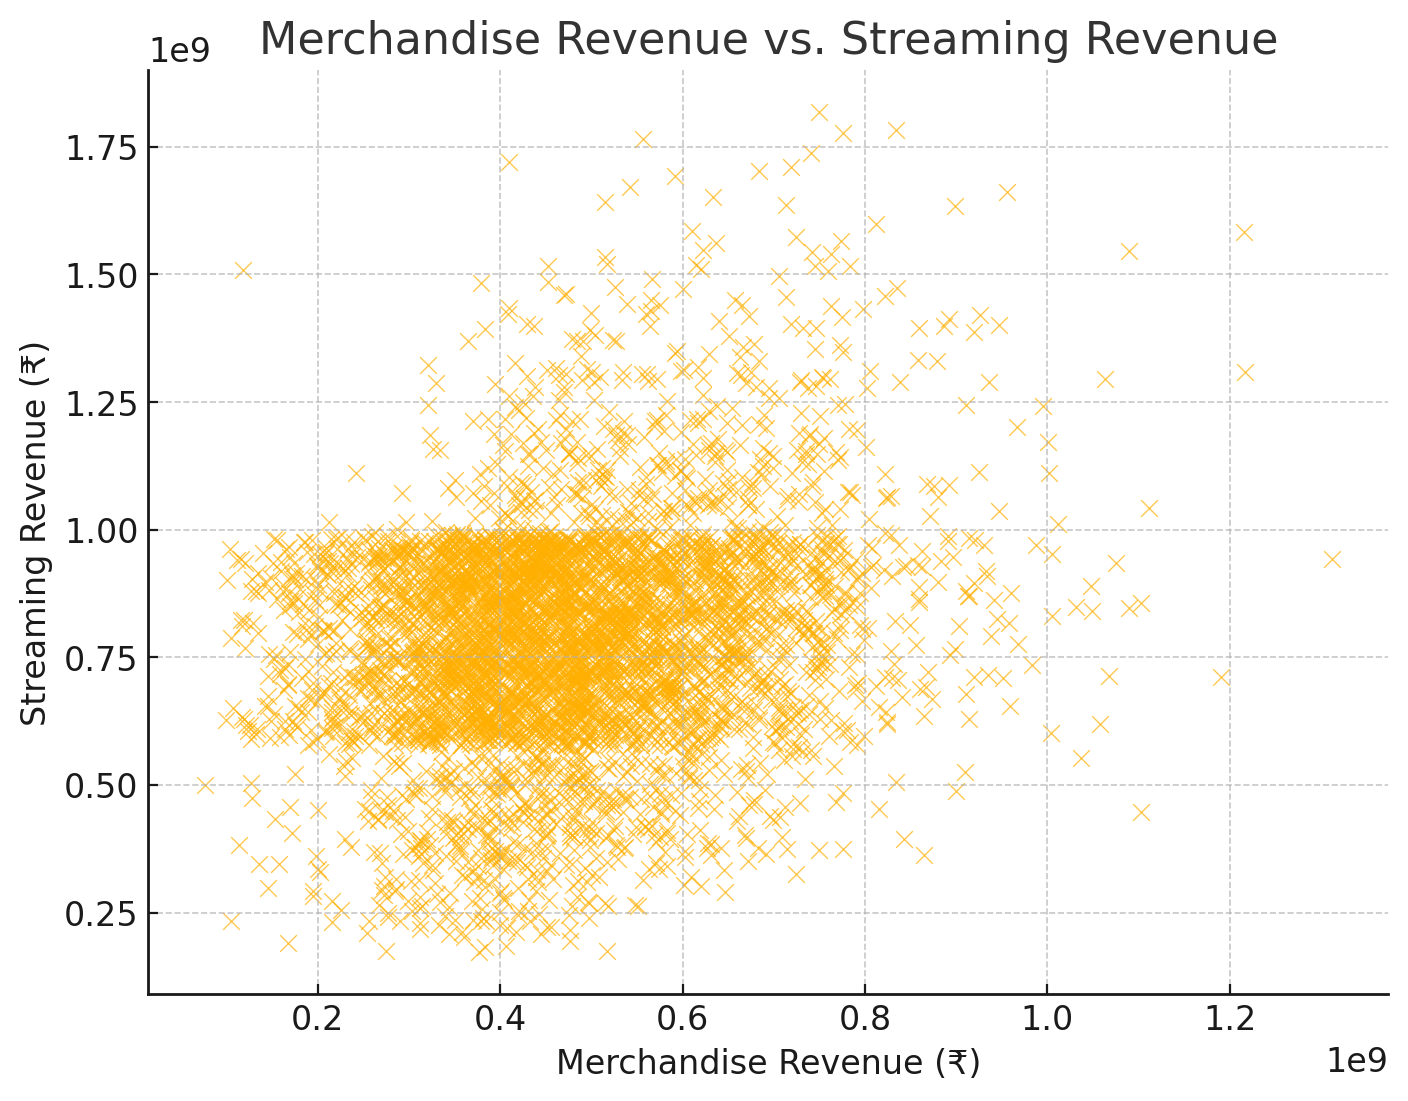 Merchandise Revenue vs. Streaming Revenue
1e9
1.75
1.50
1.25
1.00
0.75
0.50
0.25
Streaming Revenue (₹)
0.2 0.4 0.6 0.8 1.0 1.2
Merchandise Revenue (₹)
1e9